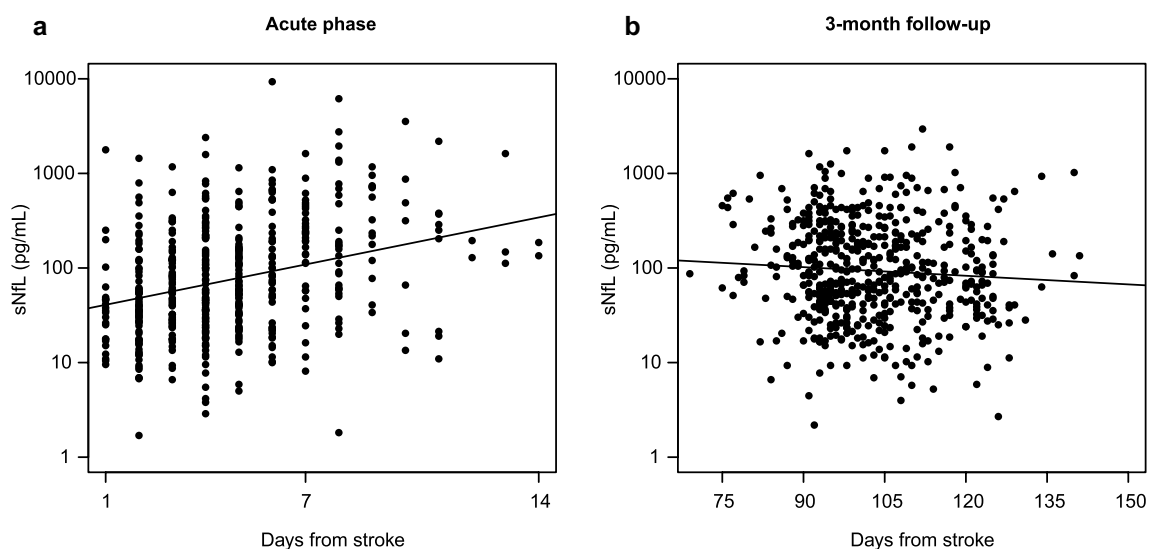 a
Acute phase
sNfL (pg/mL)
10000
1000
100
10
1
1
7
14
Days from stroke
b
3-month follow-up
sNfL (pg/mL)
10000
1000
100
10
1
75
90
105
120
135
150
Days from stroke